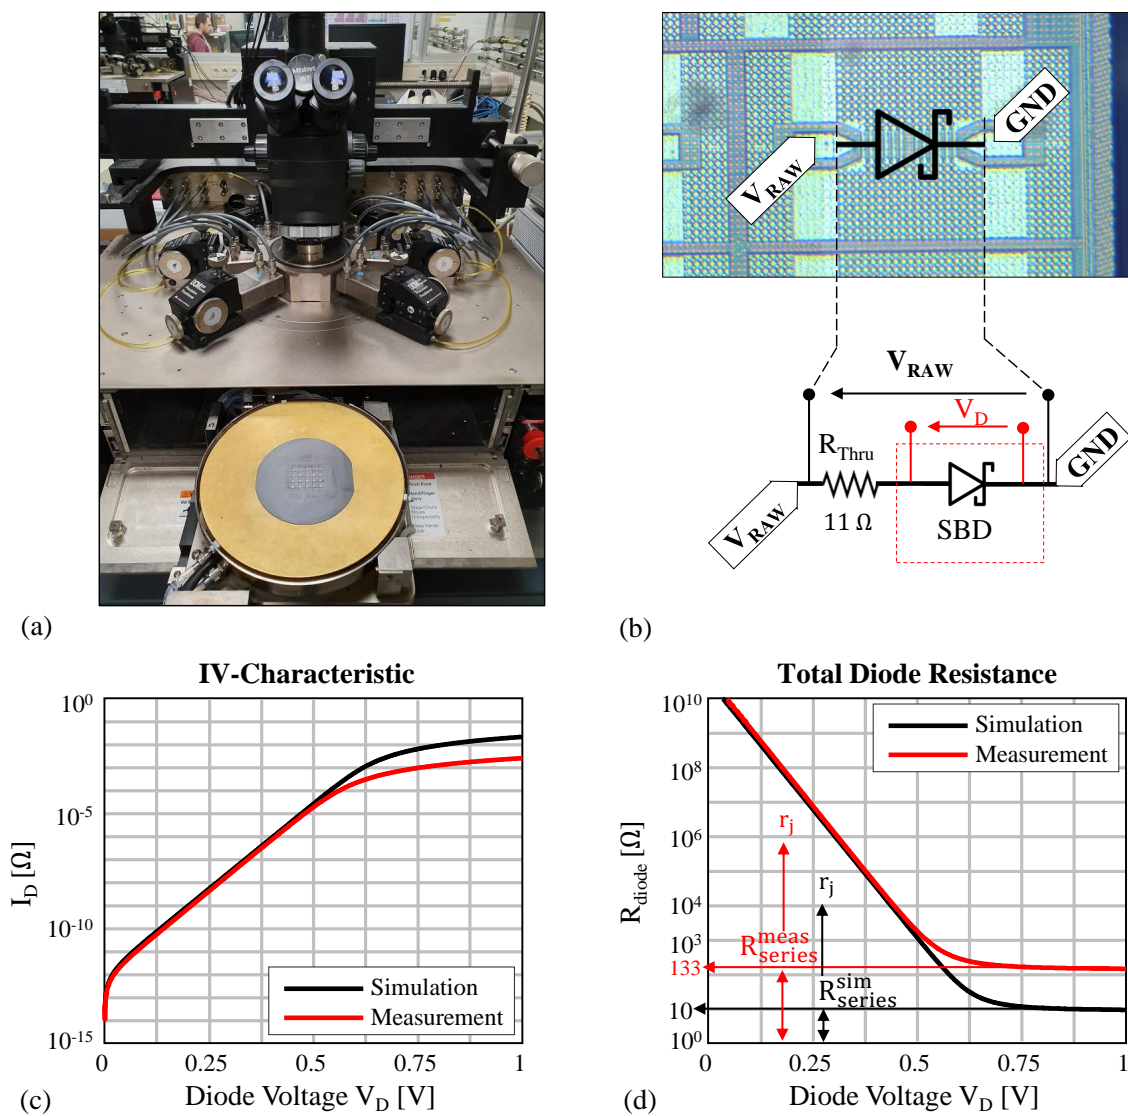 Mitutoyo
V_RAW
GND
V_RAW
V_D
R_Thru
11 Ω
SBD
V_RAW
GND
(a)
(b)
IV-Characteristic
10^0
10^-5
10^-10
10^-15
I_D [Ω]
0
0.25
0.5
0.75
1
Diode Voltage V_D [V]
Simulation
Measurement
(c)
Total Diode Resistance
10^10
10^8
10^6
10^4
10^3
133
10
10^0
R_diode [Ω]
0
0.25
0.5
0.75
1
Diode Voltage V_D [V]
Simulation
Measurement
r_j
r_j
R_series^meas
R_series^sim
(d)